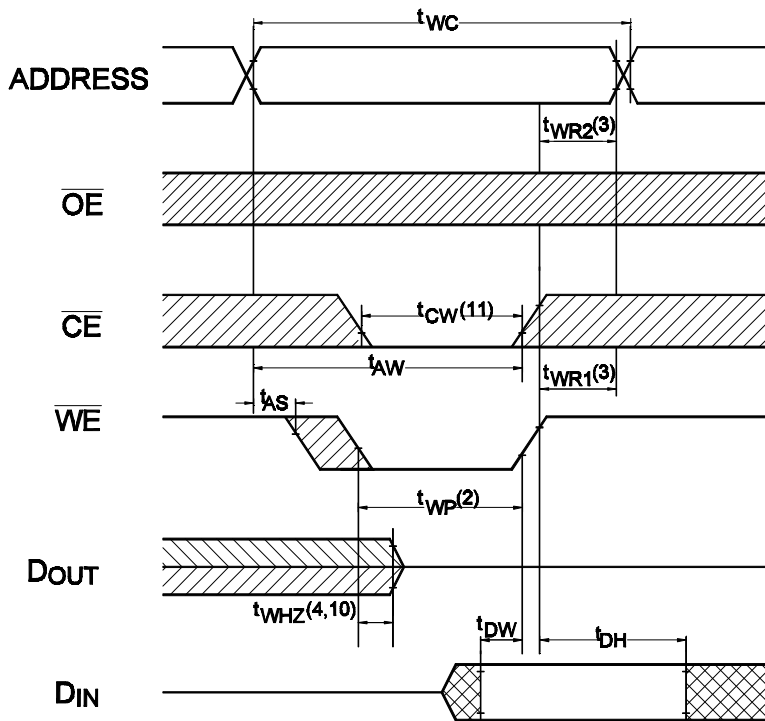 tWC
ADDRESS
tWR2(3)
OE
CE
tCW(11)
tAW
tWR1(3)
tAS
WE
tWP(2)
DOUT
tWHZ(4,10)
tDW
tDH
DIN